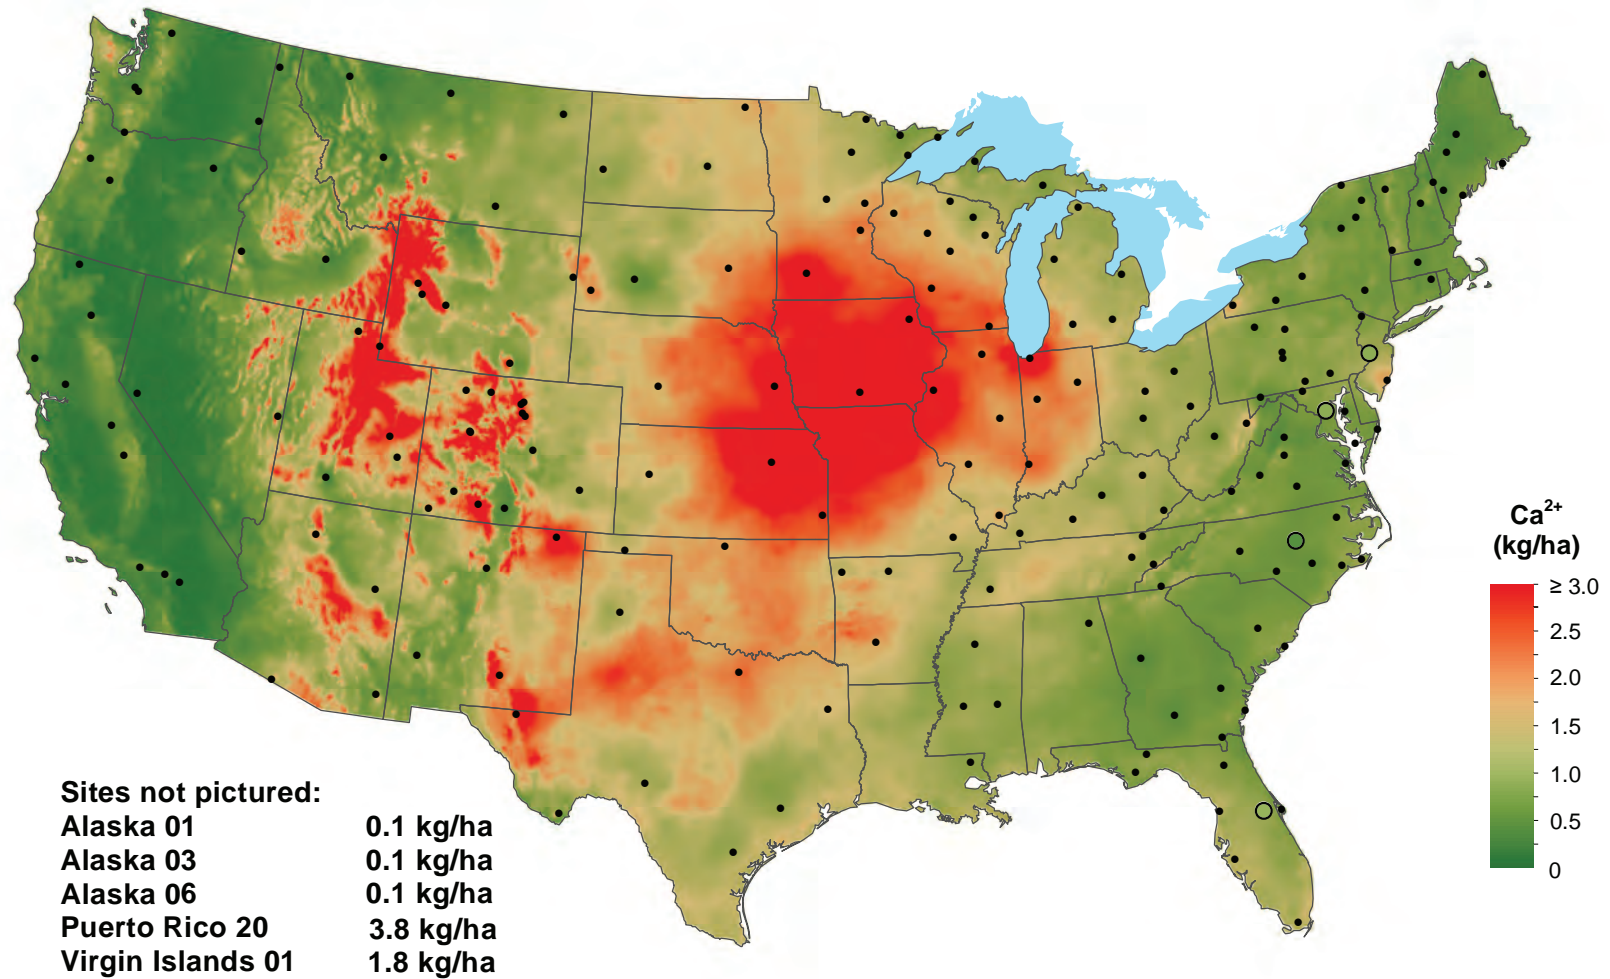 Ca2+
(kg/ha)
≥ 3.0
2.5
2.0
1.5
1.0
0.5
0
Sites not pictured:
Alaska 01 0.1 kg/ha
Alaska 03 0.1 kg/ha
Alaska 06 0.1 kg/ha
Puerto Rico 20 3.8 kg/ha
Virgin Islands 01 1.8 kg/ha